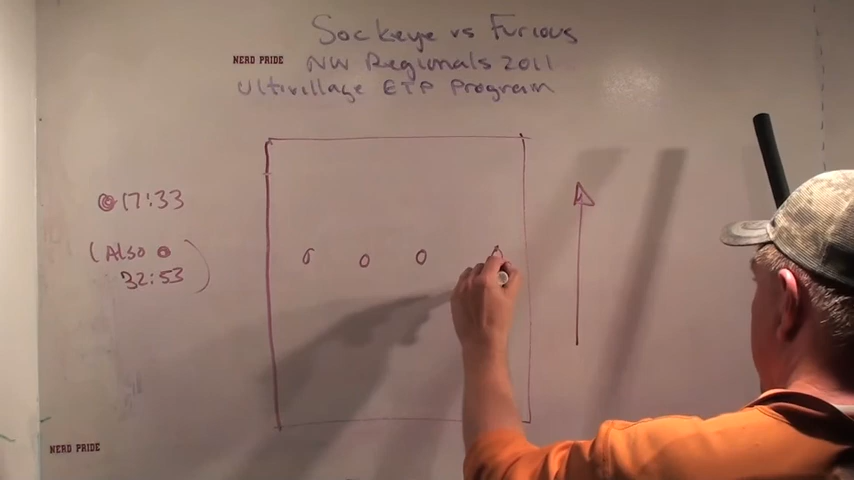 Sockeye vs Furious
NERD PRIDE
NW Regionals 2011
Ultivillage ETP Program
@17:33
(Also @
32:53)
NERD PRIDE